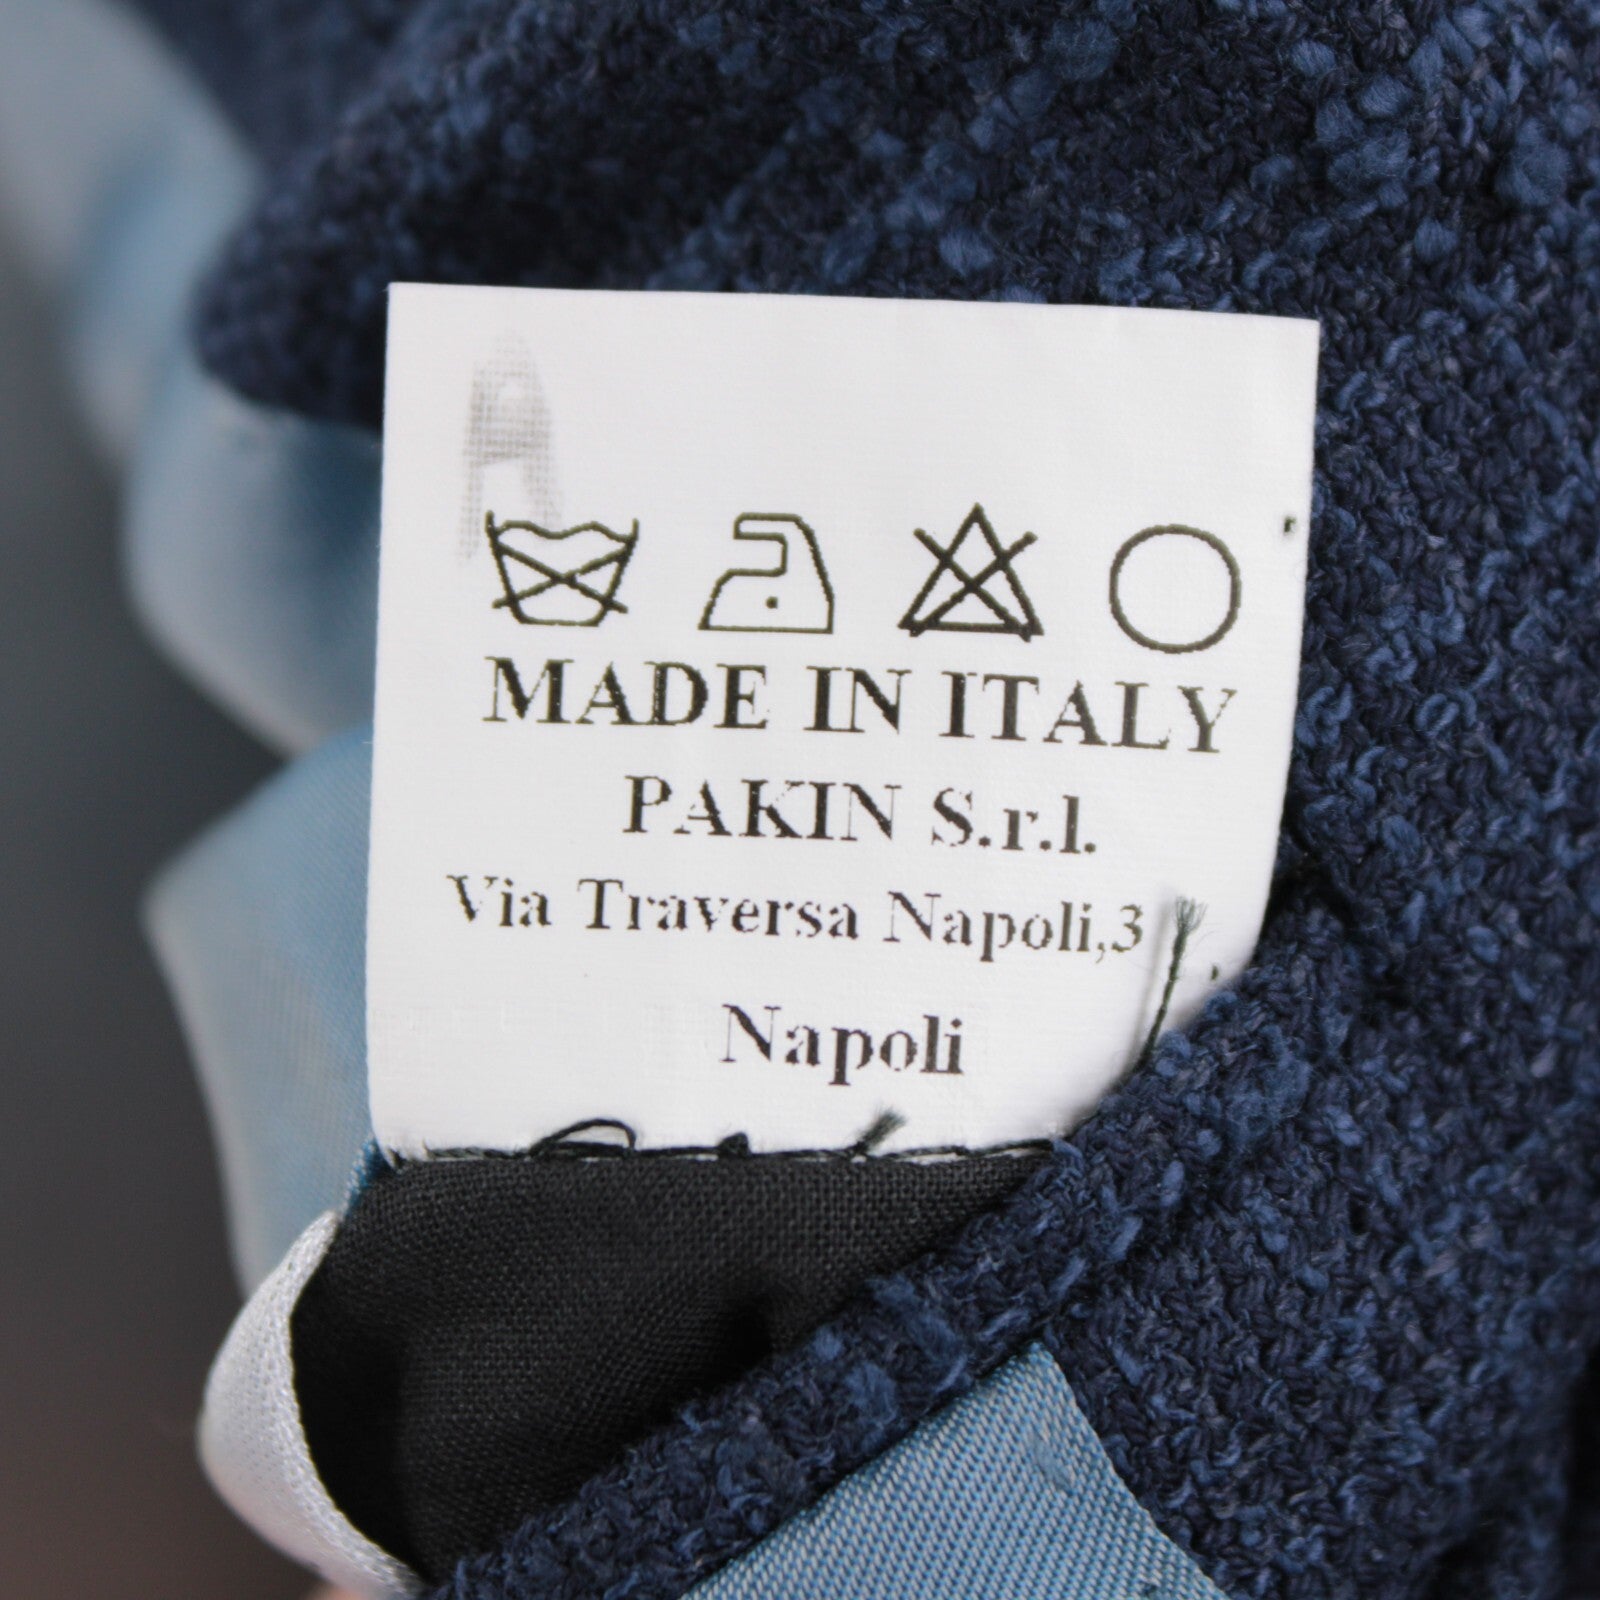 A
MADE IN ITALY
PAKIN S.r.l.
Via Traversa Napoli,3
Napoli